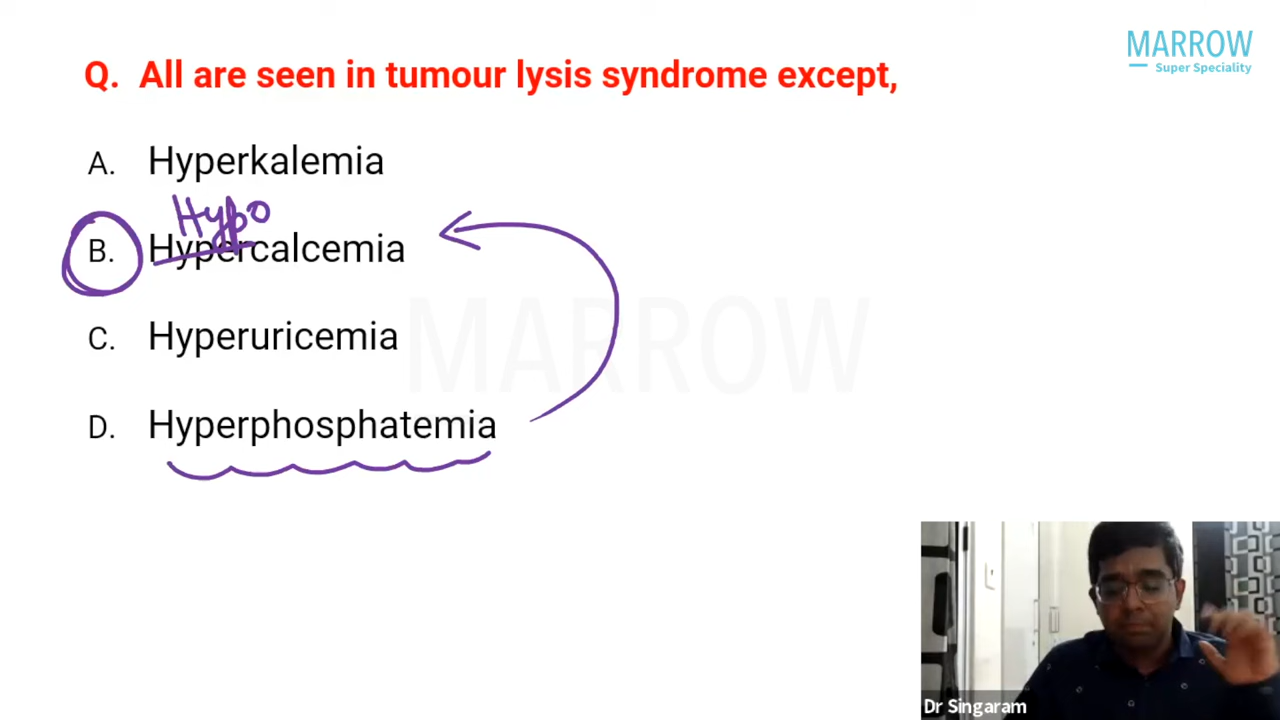 MARROW
Super Speciality
Q. All are seen in tumour lysis syndrome except,
A. Hyperkalemia
Hypo
B. Hypercalcemia
C. Hyperuricemia
MARROW
D. Hyperphosphatemia
Dr Singaram